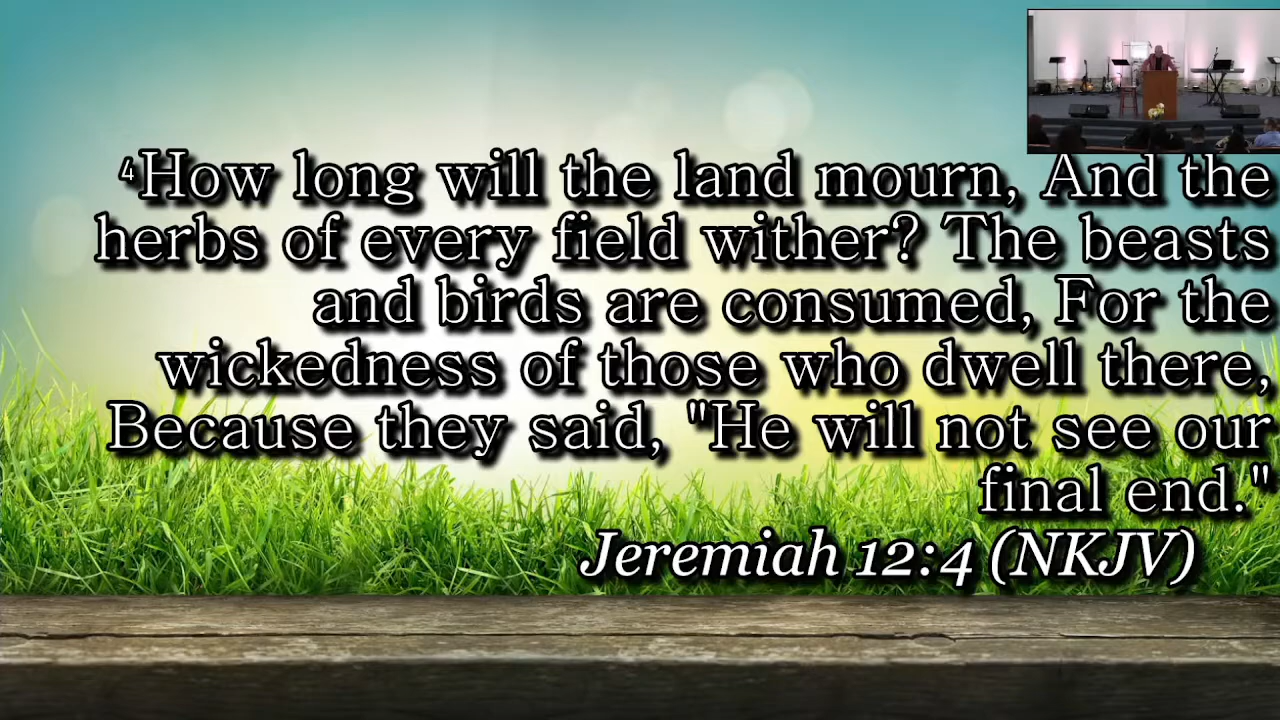 4How long will the land mourn, And the
herbs of every field wither? The beasts
and birds are consumed, For the
wickedness of those who dwell there,
Because they said, "He will not see our
final end."
Jeremiah 12:4 (NKJV)